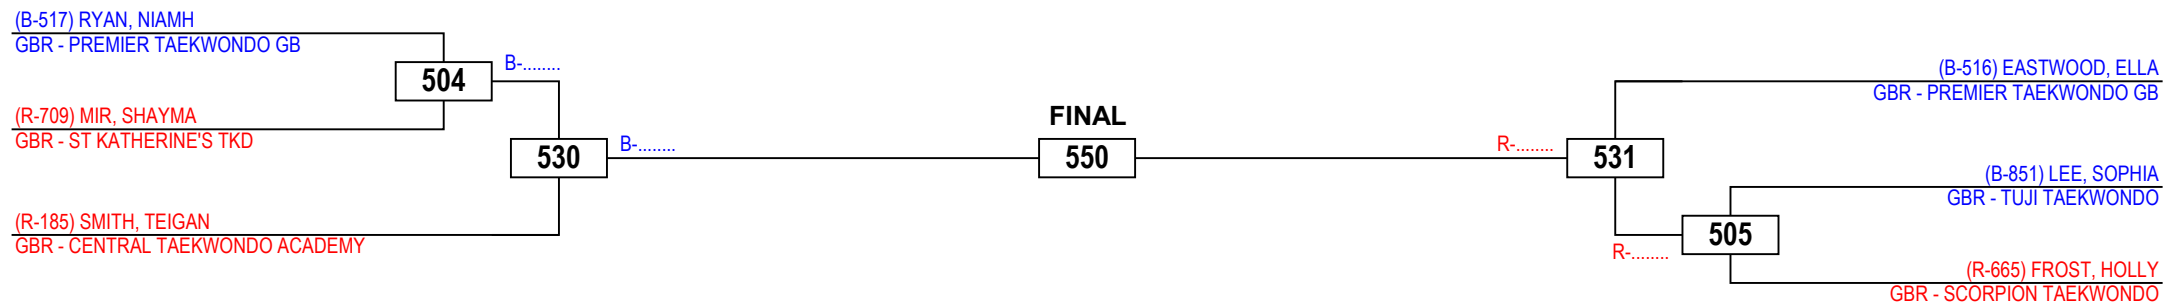 (B-517) RYAN, NIAMH
GBR - PREMIER TAEKWONDO GB
504
B-........
(R-709) MIR, SHAYMA
GBR - ST KATHERINE'S TKD
530
B-........
(R-185) SMITH, TEIGAN
GBR - CENTRAL TAEKWONDO ACADEMY
FINAL
550
(B-516) EASTWOOD, ELLA
GBR - PREMIER TAEKWONDO GB
R-........
531
(B-851) LEE, SOPHIA
GBR - TUJI TAEKWONDO
505
R-........
(R-665) FROST, HOLLY
GBR - SCORPION TAEKWONDO